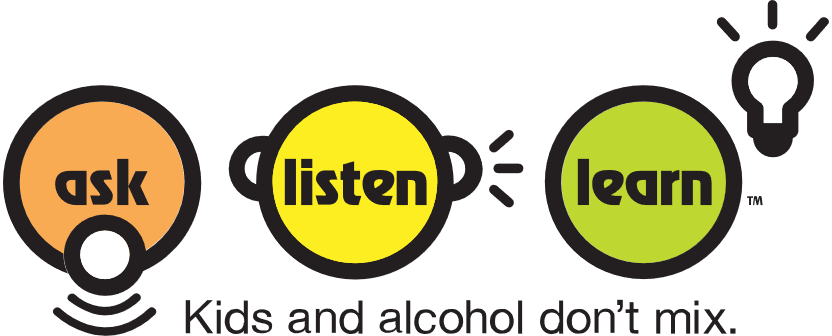 ask listen learn ™
Kids and alcohol don't mix.